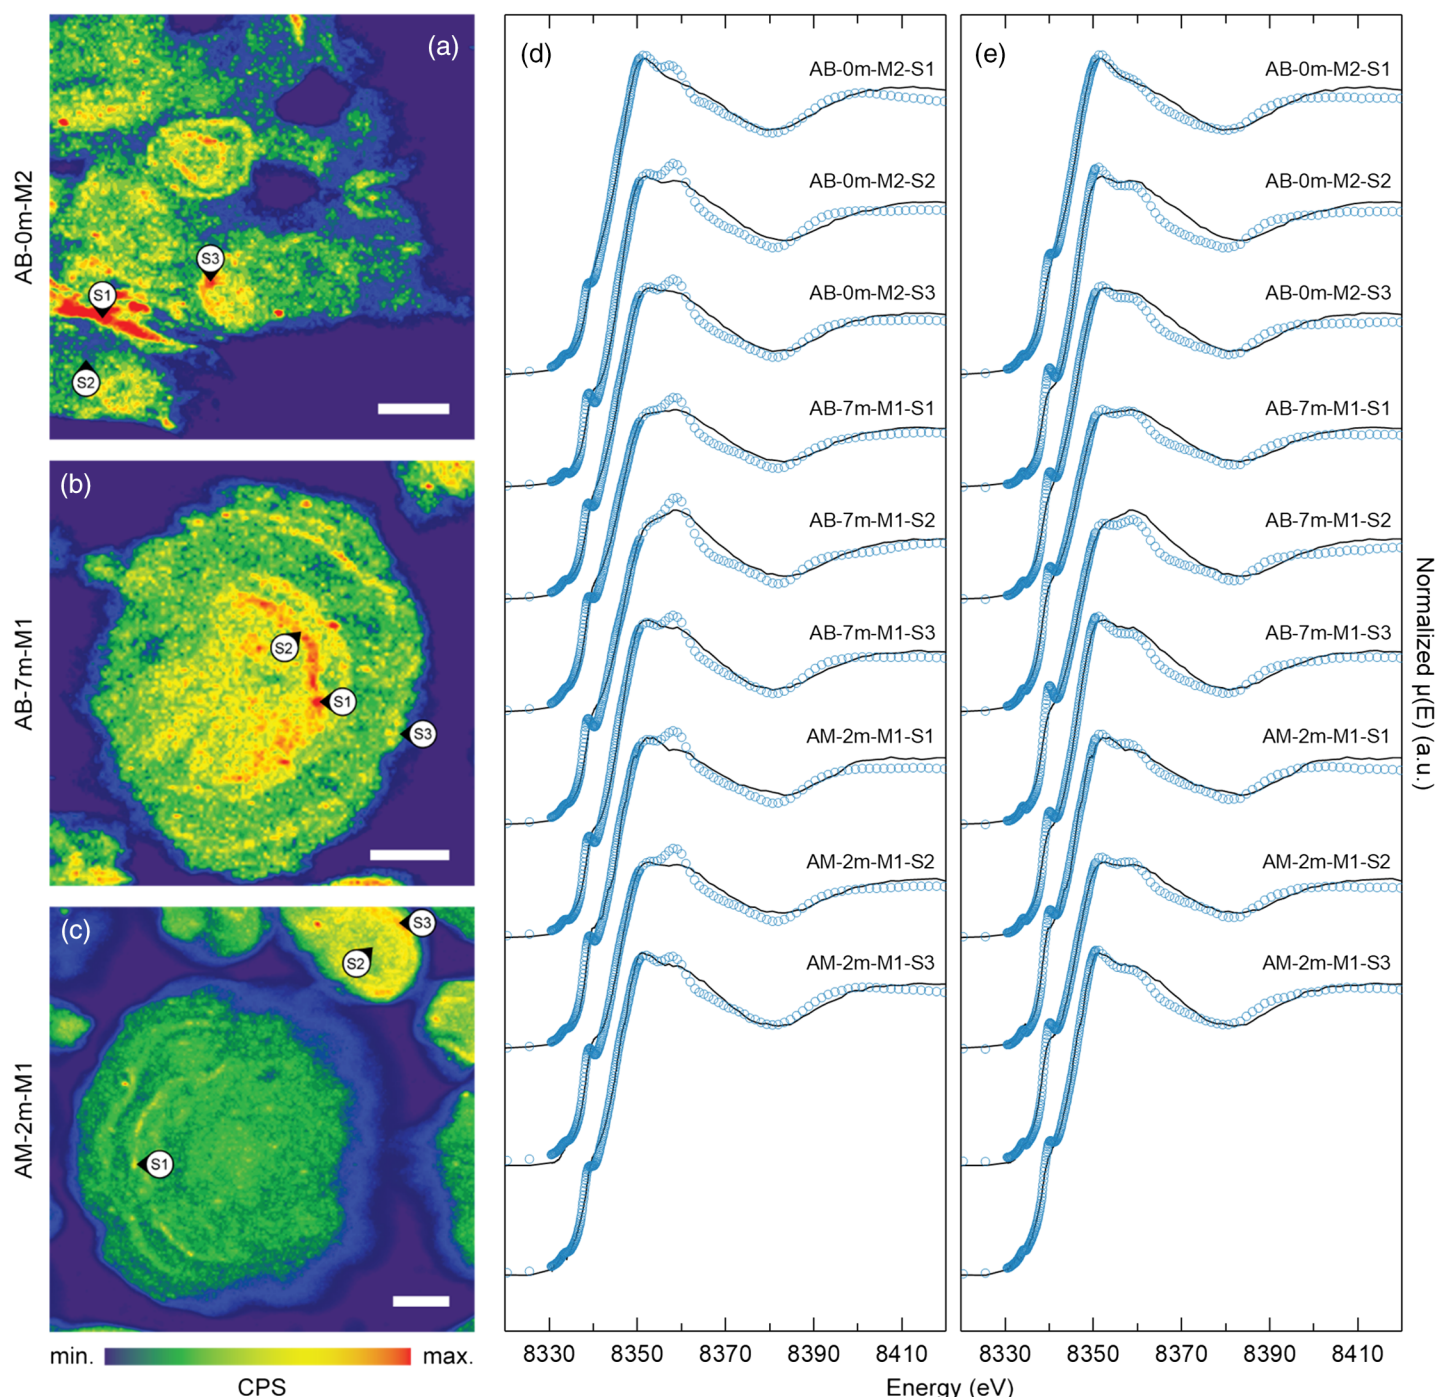 AB-0m-M2
(a)
S1
S3
S2
AB-7m-M1
(b)
S2
S1
S3
AM-2m-M1
(c)
S3
S2
S1
min.
max.
CPS
(d)
AB-0m-M2-S1
AB-0m-M2-S2
AB-0m-M2-S3
AB-7m-M1-S1
AB-7m-M1-S2
AB-7m-M1-S3
AM-2m-M1-S1
AM-2m-M1-S2
AM-2m-M1-S3
8330 8350 8370 8390 8410
(e)
AB-0m-M2-S1
AB-0m-M2-S2
AB-0m-M2-S3
AB-7m-M1-S1
AB-7m-M1-S2
AB-7m-M1-S3
AM-2m-M1-S1
AM-2m-M1-S2
AM-2m-M1-S3
8330 8350 8370 8390 8410
Energy (eV)
Normalized μ(E) (a.u.)